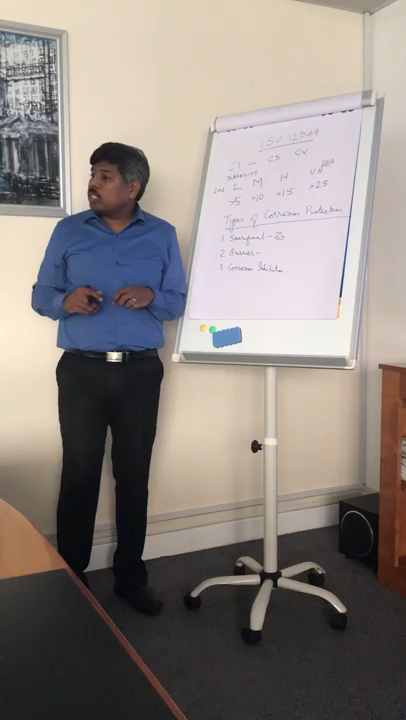 ISO 12944
C1 - C5 CX
DURABILITY
L M H VH
>5 >10 >15 >25
Types of Corrosion Protection
1 Sacrificial - Zn
2 Barrier -
3 Corrosion Inhibitors